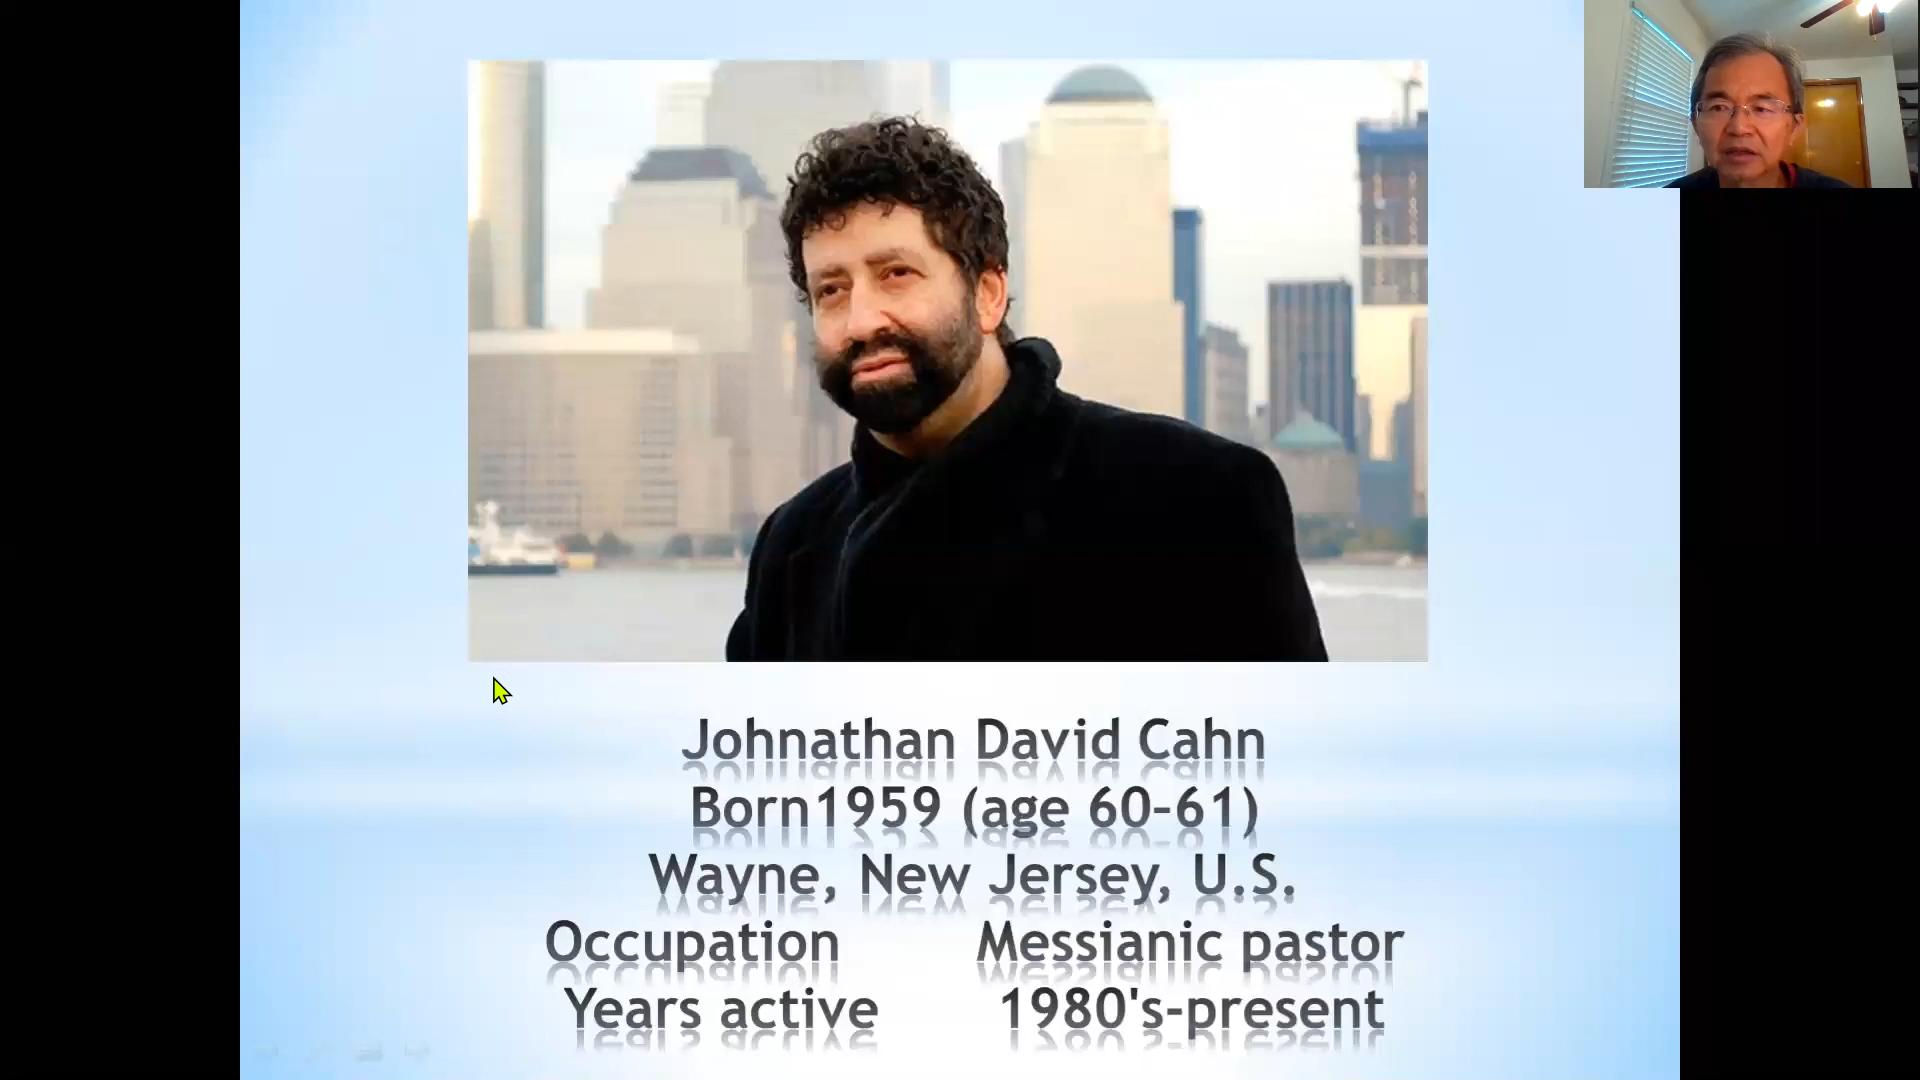 Johnathan David Cahn
Born1959 (age 60-61)
Wayne, New Jersey, U.S.
Occupation Messianic pastor
Years active 1980's-present